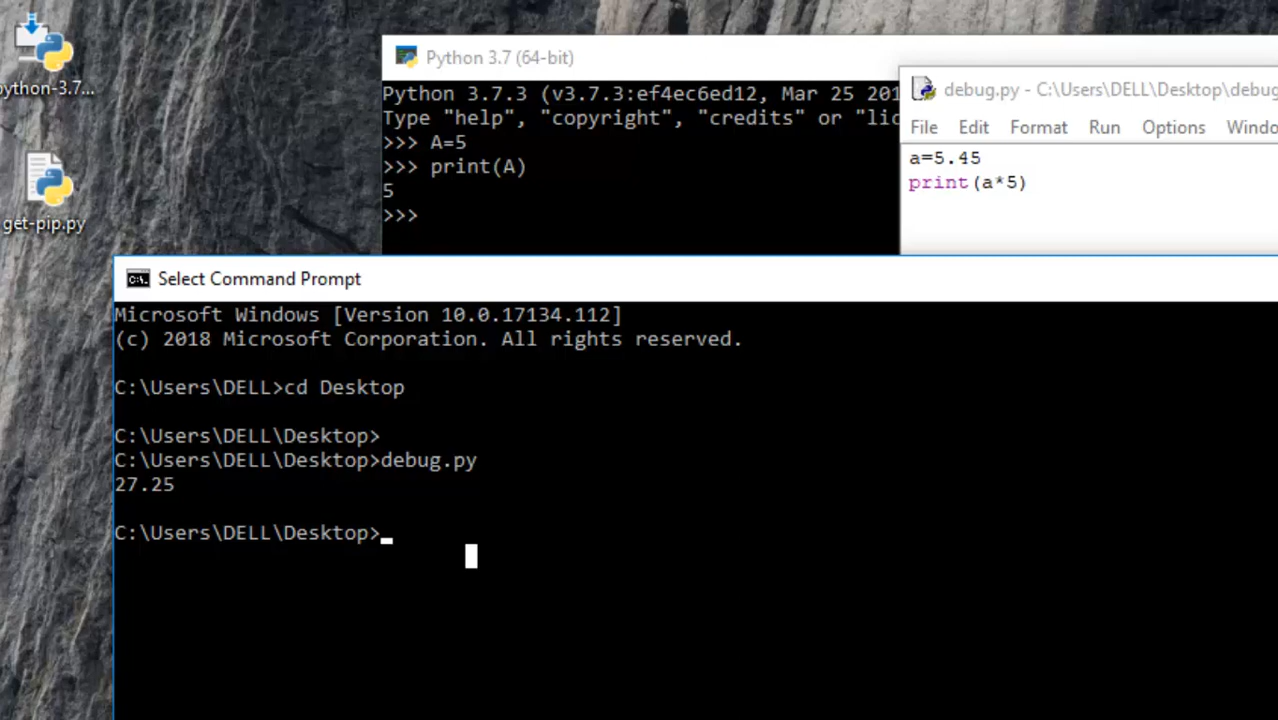 python-3.7...
get-pip.py
Python 3.7 (64-bit)
Python 3.7.3 (v3.7.3:ef4ec6ed12, Mar 25 201
Type "help", "copyright", "credits" or "lic
>>> A=5
>>> print(A)
5
>>>
debug.py - C:\Users\DELL\Desktop\debug
File Edit Format Run Options Windo
a=5.45
print(a*5)
Select Command Prompt
Microsoft Windows [Version 10.0.17134.112]
(c) 2018 Microsoft Corporation. All rights reserved.
C:\Users\DELL>cd Desktop
C:\Users\DELL\Desktop>
C:\Users\DELL\Desktop>debug.py
27.25
C:\Users\DELL\Desktop>